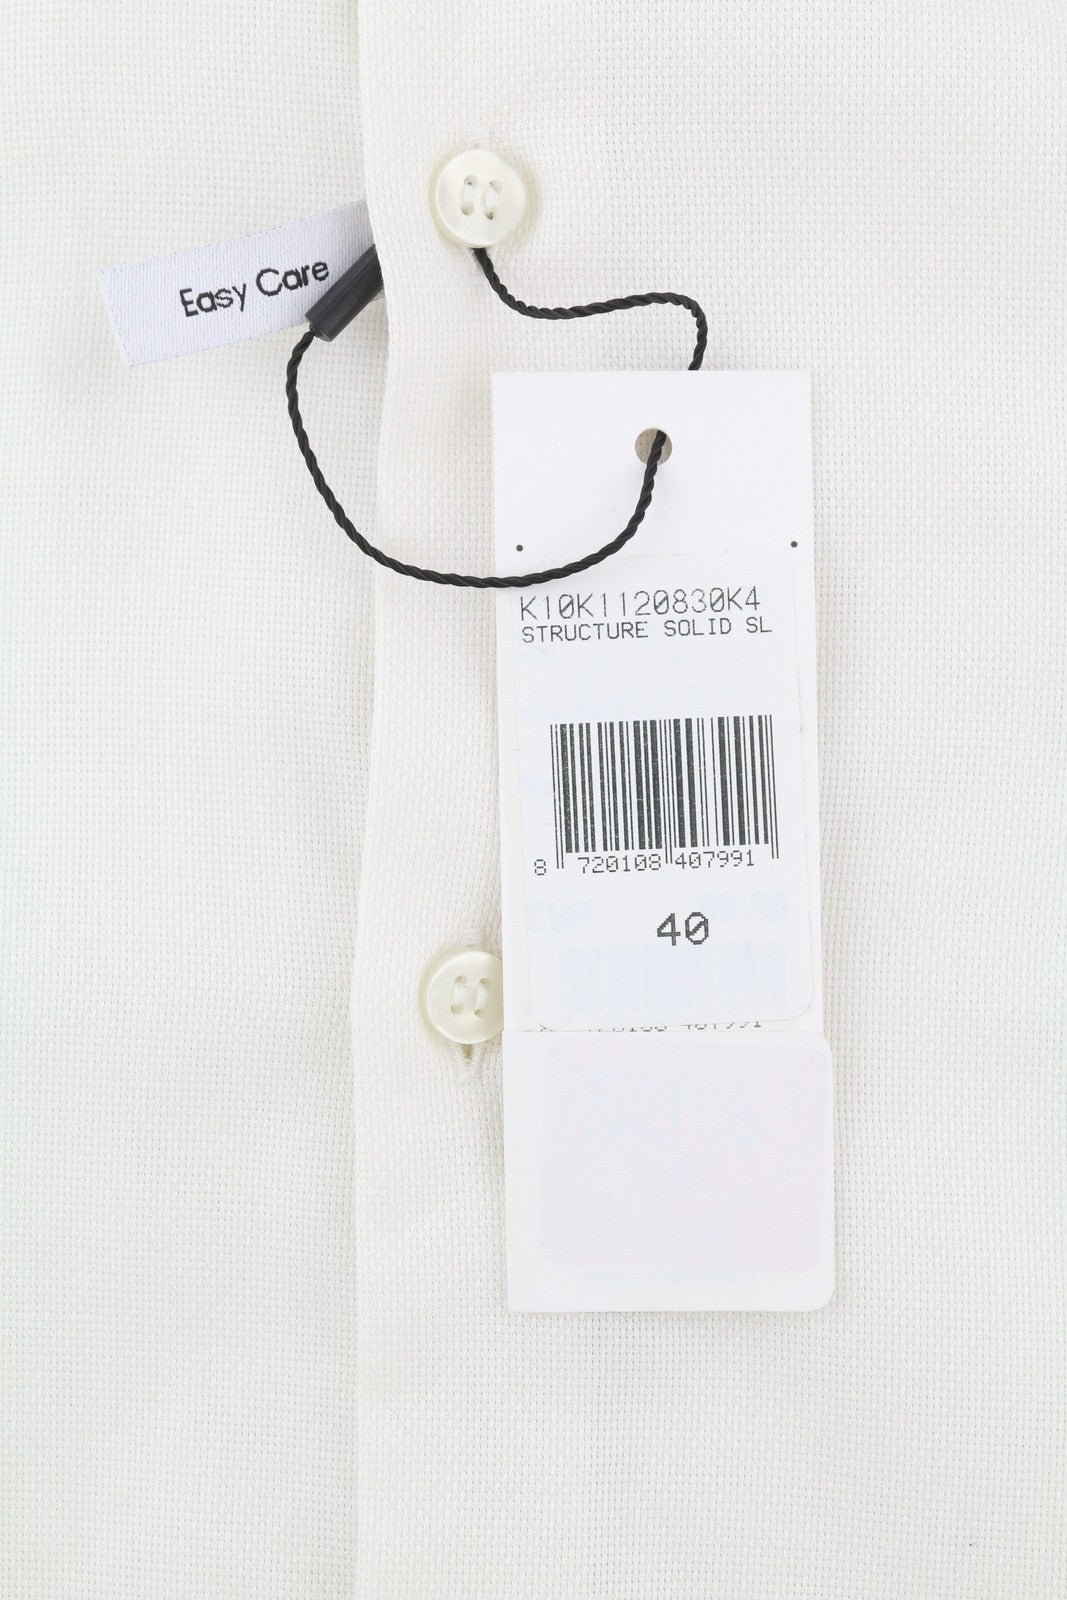 Easy Care
K10K1120830K4
STRUCTURE SOLID SL
8 720108 407991
40